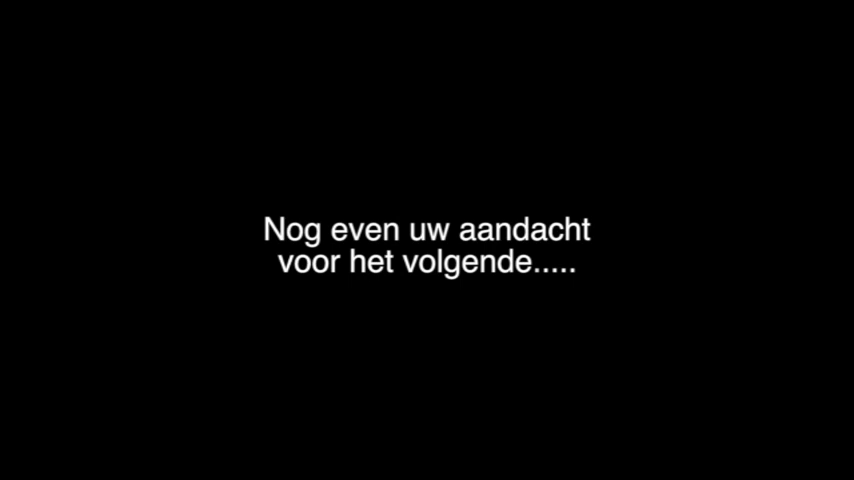 Nog even uw aandacht
voor het volgende.....